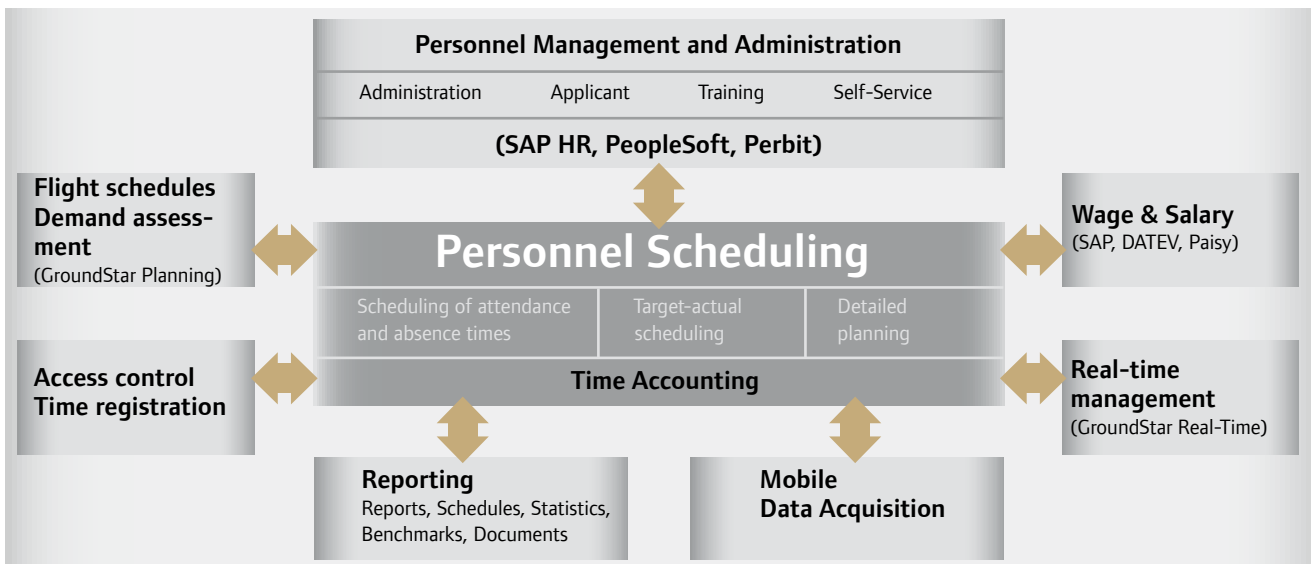 Personnel Management and Administration
Administration Applicant Training Self-Service
(SAP HR, PeopleSoft, Perbit)
Flight schedules
Demand assess-
ment
(GroundStar Planning)
Personnel Scheduling
Wage & Salary
(SAP, DATEV, Paisy)
Scheduling of attendance
and absence times
Target-actual
scheduling
Detailed
planning
Access control
Time registration
Time Accounting
Real-time
management
(GroundStar Real-Time)
Reporting
Reports, Schedules, Statistics,
Benchmarks, Documents
Mobile
Data Acquisition